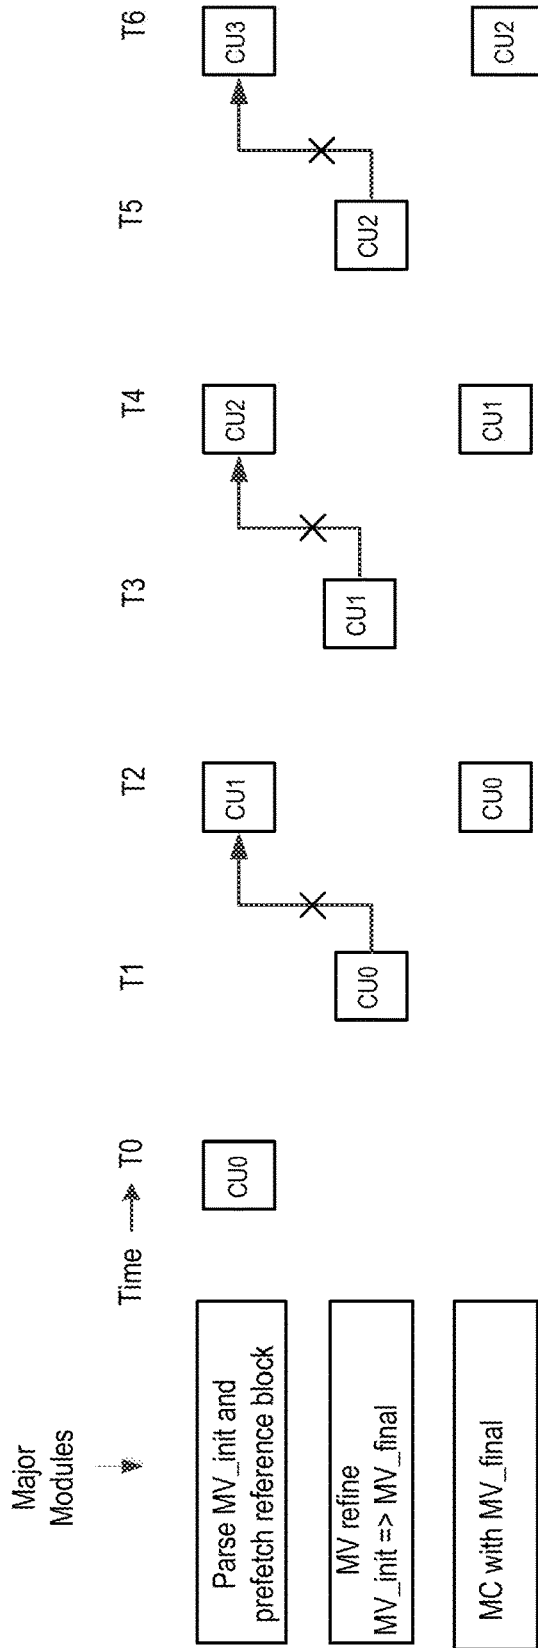 Major
Modules
Time
T0
T1
T2
T3
T4
T5
T6
Parse MV_init and
prefetch reference block
CU0
CU1
CU2
CU3
MV refine
MV_init => MV_final
CU0
CU1
CU2
MC with MV_final
CU0
CU1
CU2